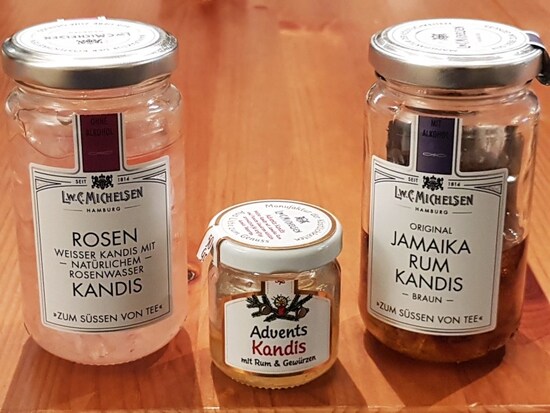 L.W.C. MICHELSEN
OHNE
ALKOHOL
SEIT 1814
L.W.C. MICHELSEN
HAMBURG
ROSEN
WEISSER KANDIS MIT
NATÜRLICHEM
ROSENWASSER
KANDIS
»ZUM SÜSSEN VON TEE«
Advents
Kandis
mit Rum & Gewürzen
MIT
ALKOHOL
SEIT 1814
L.W.C. MICHELSEN
HAMBURG
ORIGINAL
JAMAIKA
RUM
KANDIS
– BRAUN –
»ZUM SÜSSEN VON TEE«